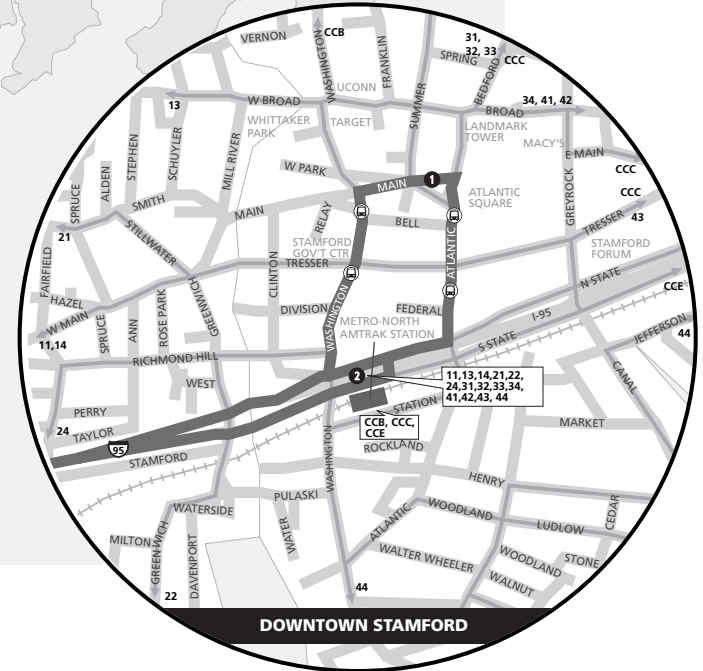 VERNON
WASHINGTON
CCB
FRANKLIN
31,
32, 33
SPRING
BEDFORD
CCC
UCONN
SUMMER
13
W BROAD
34, 41, 42
BROAD
WHITTAKER
PARK
TARGET
LANDMARK
TOWER
MACY'S
E MAIN
CCC
STEPHEN
SCHUYLER
MILL RIVER
ALDEN
SPRUCE
W PARK
MAIN
1
CCC
SMITH
MAIN
RELAY
BELL
ATLANTIC
SQUARE
GREYROCK
TRESSER
43
21
STILLWATER
STAMFORD
GOV'T CTR
TRESSER
ATLANTIC
STAMFORD
FORUM
FAIRFIELD
CLINTON
N STATE
HAZEL
GREENWICH
DIVISION
WASHINGTON
FEDERAL
CCE
W MAIN
SPRUCE
ANN
ROSE PARK
METRO-NORTH
AMTRAK STATION
I-95
S STATE
JEFFERSON
44
11,14
RICHMOND HILL
2
11,13,14,21,22,
24,31,32,33,34,
41,42,43, 44
CANAL
WEST
STATION
PERRY
CCB, CCC,
CCE
MARKET
24
TAYLOR
95
STAMFORD
WASHINGTON
ROCKLAND
HENRY
PULASKI
WATERSIDE
WATER
ATLANTIC
WOODLAND
LUDLOW
CEDAR
MILTON
GREENWICH
DAVENPORT
WALTER WHEELER
WOODLAND
STONE
WALNUT
22
44
DOWNTOWN STAMFORD